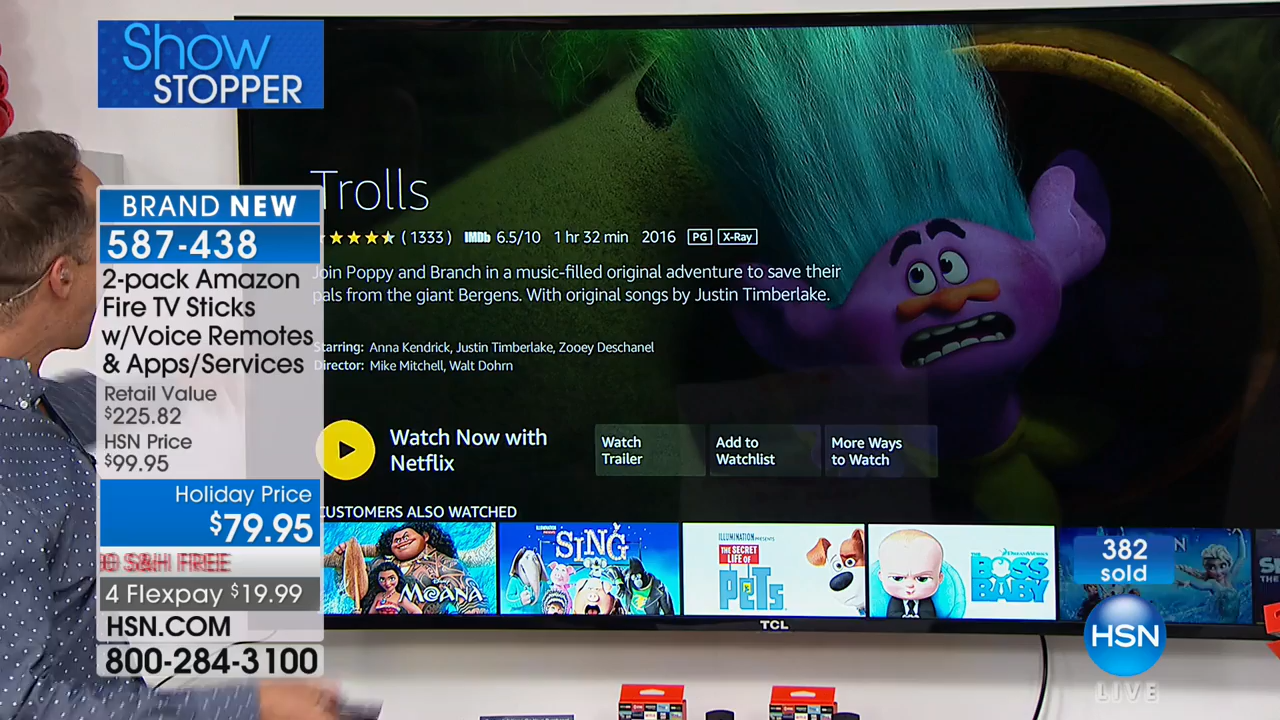 Show
STOPPER
BRAND NEW
587-438
2-pack Amazon
Fire TV Sticks
w/Voice Remotes
& Apps/Services
Retail Value
$225.82
HSN Price
$99.95
Holiday Price
$79.95
S&H FREE
4 Flexpay $19.99
HSN.COM
800-284-3100
Trolls
(1333) IMDb 6.5/10 1 hr 32 min 2016 PG X-Ray
Join Poppy and Branch in a music-filled original adventure to save their
pals from the giant Bergens. With original songs by Justin Timberlake.
Starring: Anna Kendrick, Justin Timberlake, Zooey Deschanel
Director: Mike Mitchell, Walt Dohrn
Watch Now with
Netflix
Watch
Trailer
Add to
Watchlist
More Ways
to Watch
CUSTOMERS ALSO WATCHED
MOANA
SING
ILLUMINATION PRESENTS
THE SECRET
LIFE OF
PETS
THE
BOSS
BABY
TCL
382
sold
HSN
LIVE